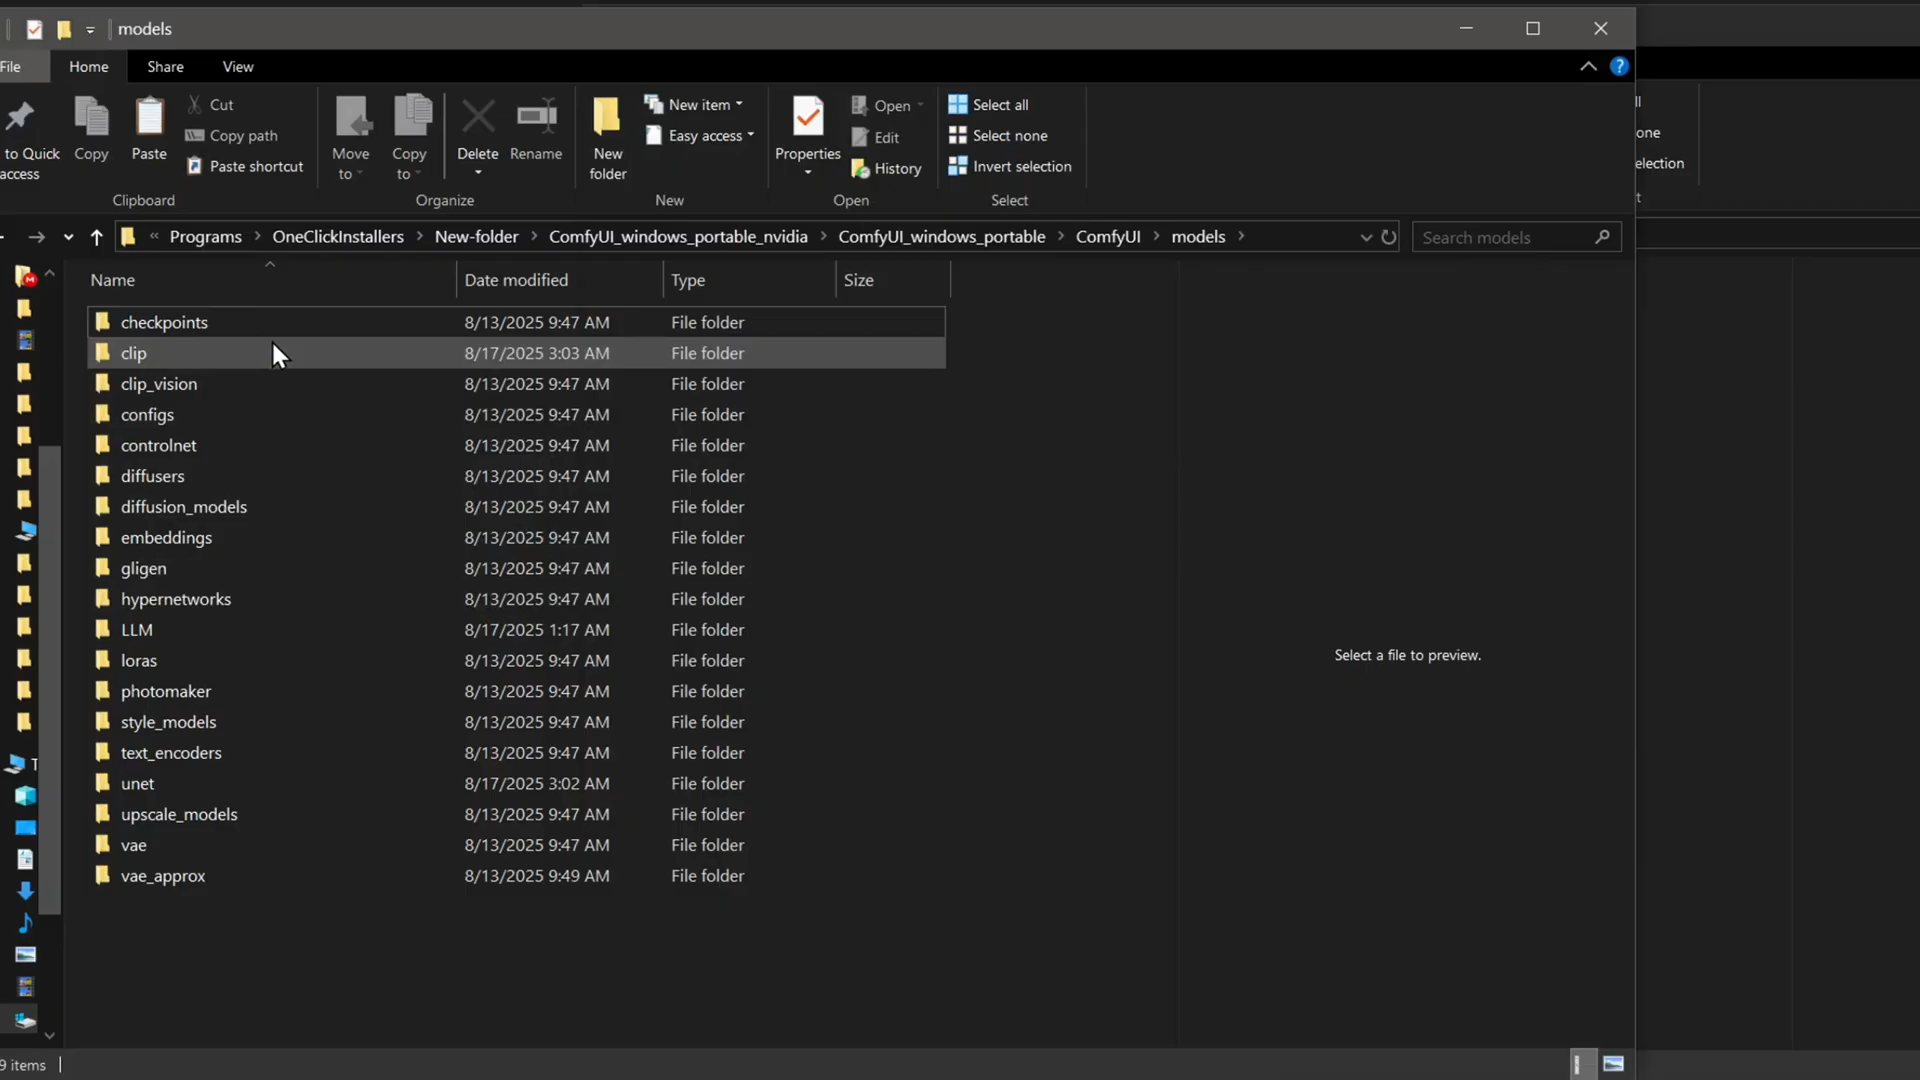 models
File
Home
Share
View
to Quick
access
Copy
Paste
Cut
Copy path
Paste shortcut
Clipboard
Move
to
Copy
to
Delete
Rename
Organize
New
folder
New item
Easy access
New
Properties
Open
Edit
History
Open
Select all
Select none
Invert selection
Select
one
election
« Programs > OneClickInstallers > New-folder > ComfyUI_windows_portable_nvidia > ComfyUI_windows_portable > ComfyUI > models >
Search models
Name Date modified Type Size
checkpoints 8/13/2025 9:47 AM File folder
clip 8/17/2025 3:03 AM File folder
clip_vision 8/13/2025 9:47 AM File folder
configs 8/13/2025 9:47 AM File folder
controlnet 8/13/2025 9:47 AM File folder
diffusers 8/13/2025 9:47 AM File folder
diffusion_models 8/13/2025 9:47 AM File folder
embeddings 8/13/2025 9:47 AM File folder
gligen 8/13/2025 9:47 AM File folder
hypernetworks 8/13/2025 9:47 AM File folder
LLM 8/17/2025 1:17 AM File folder
loras 8/13/2025 9:47 AM File folder
photomaker 8/13/2025 9:47 AM File folder
style_models 8/13/2025 9:47 AM File folder
text_encoders 8/13/2025 9:47 AM File folder
unet 8/17/2025 3:02 AM File folder
upscale_models 8/13/2025 9:47 AM File folder
vae 8/13/2025 9:47 AM File folder
vae_approx 8/13/2025 9:49 AM File folder
Select a file to preview.
9 items